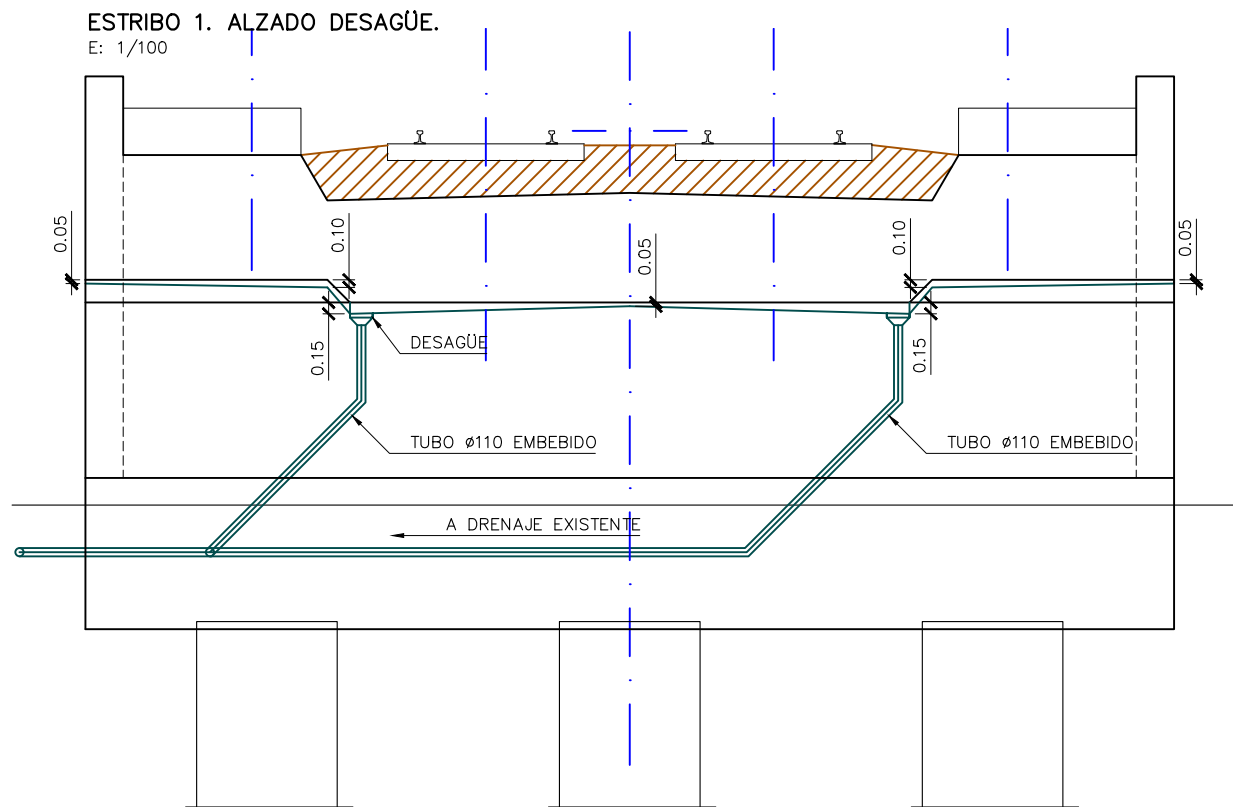 ESTRIBO 1. ALZADO DESAGÜE.
E: 1/100
0.05
0.10
0.05
0.10
0.05
0.15
DESAGÜE
0.15
TUBO ø110 EMBEBIDO
TUBO ø110 EMBEBIDO
A DRENAJE EXISTENTE